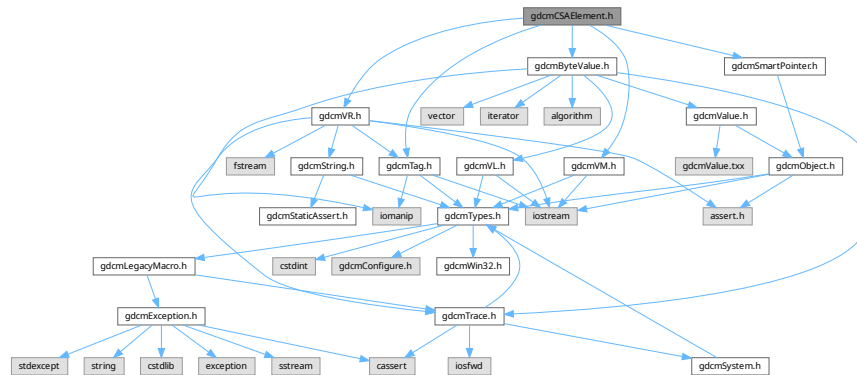 gdcmCSAElement.h
gdcmByteValue.h
gdcmSmartPointer.h
gdcmVR.h
vector
iterator
algorithm
gdcmValue.h
fstream
gdcmString.h
gdcmTag.h
gdcmVL.h
gdcmVM.h
gdcmValue.txx
gdcmObject.h
gdcmStaticAssert.h
iomanip
gdcmTypes.h
iostream
assert.h
gdcmLegacyMacro.h
cstdint
gdcmConfigure.h
gdcmWin32.h
gdcmException.h
gdcmTrace.h
stdexcept
string
cstdlib
exception
sstream
cassert
iosfwd
gdcmSystem.h